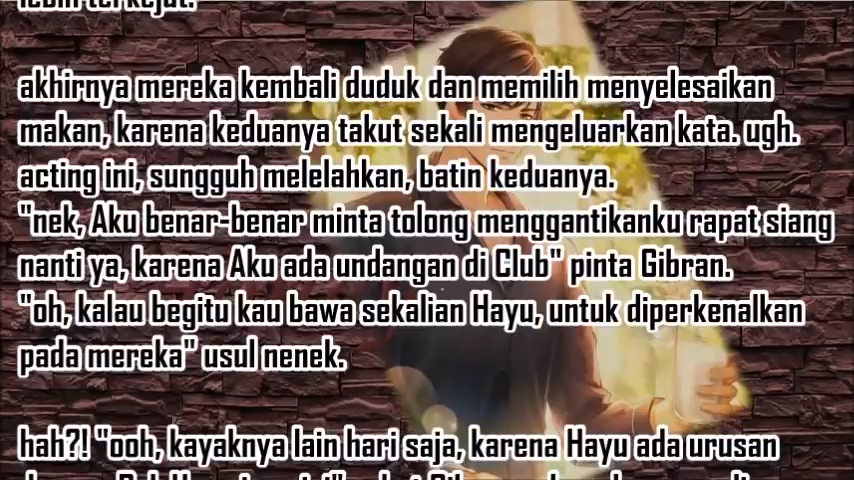 lebih terkejut.
akhirnya mereka kembali duduk dan memilih menyelesaikan
makan, karena keduanya takut sekali mengeluarkan kata. ugh.
acting ini, sungguh melelahkan, batin keduanya.
"nek, Aku benar-benar minta tolong menggantikanku rapat siang
nanti ya, karena Aku ada undangan di Club" pinta Gibran.
"oh, kalau begitu kau bawa sekalian Hayu, untuk diperkenalkan
pada mereka" usul nenek.
hah?! "ooh, kayaknya lain hari saja, karena Hayu ada urusan